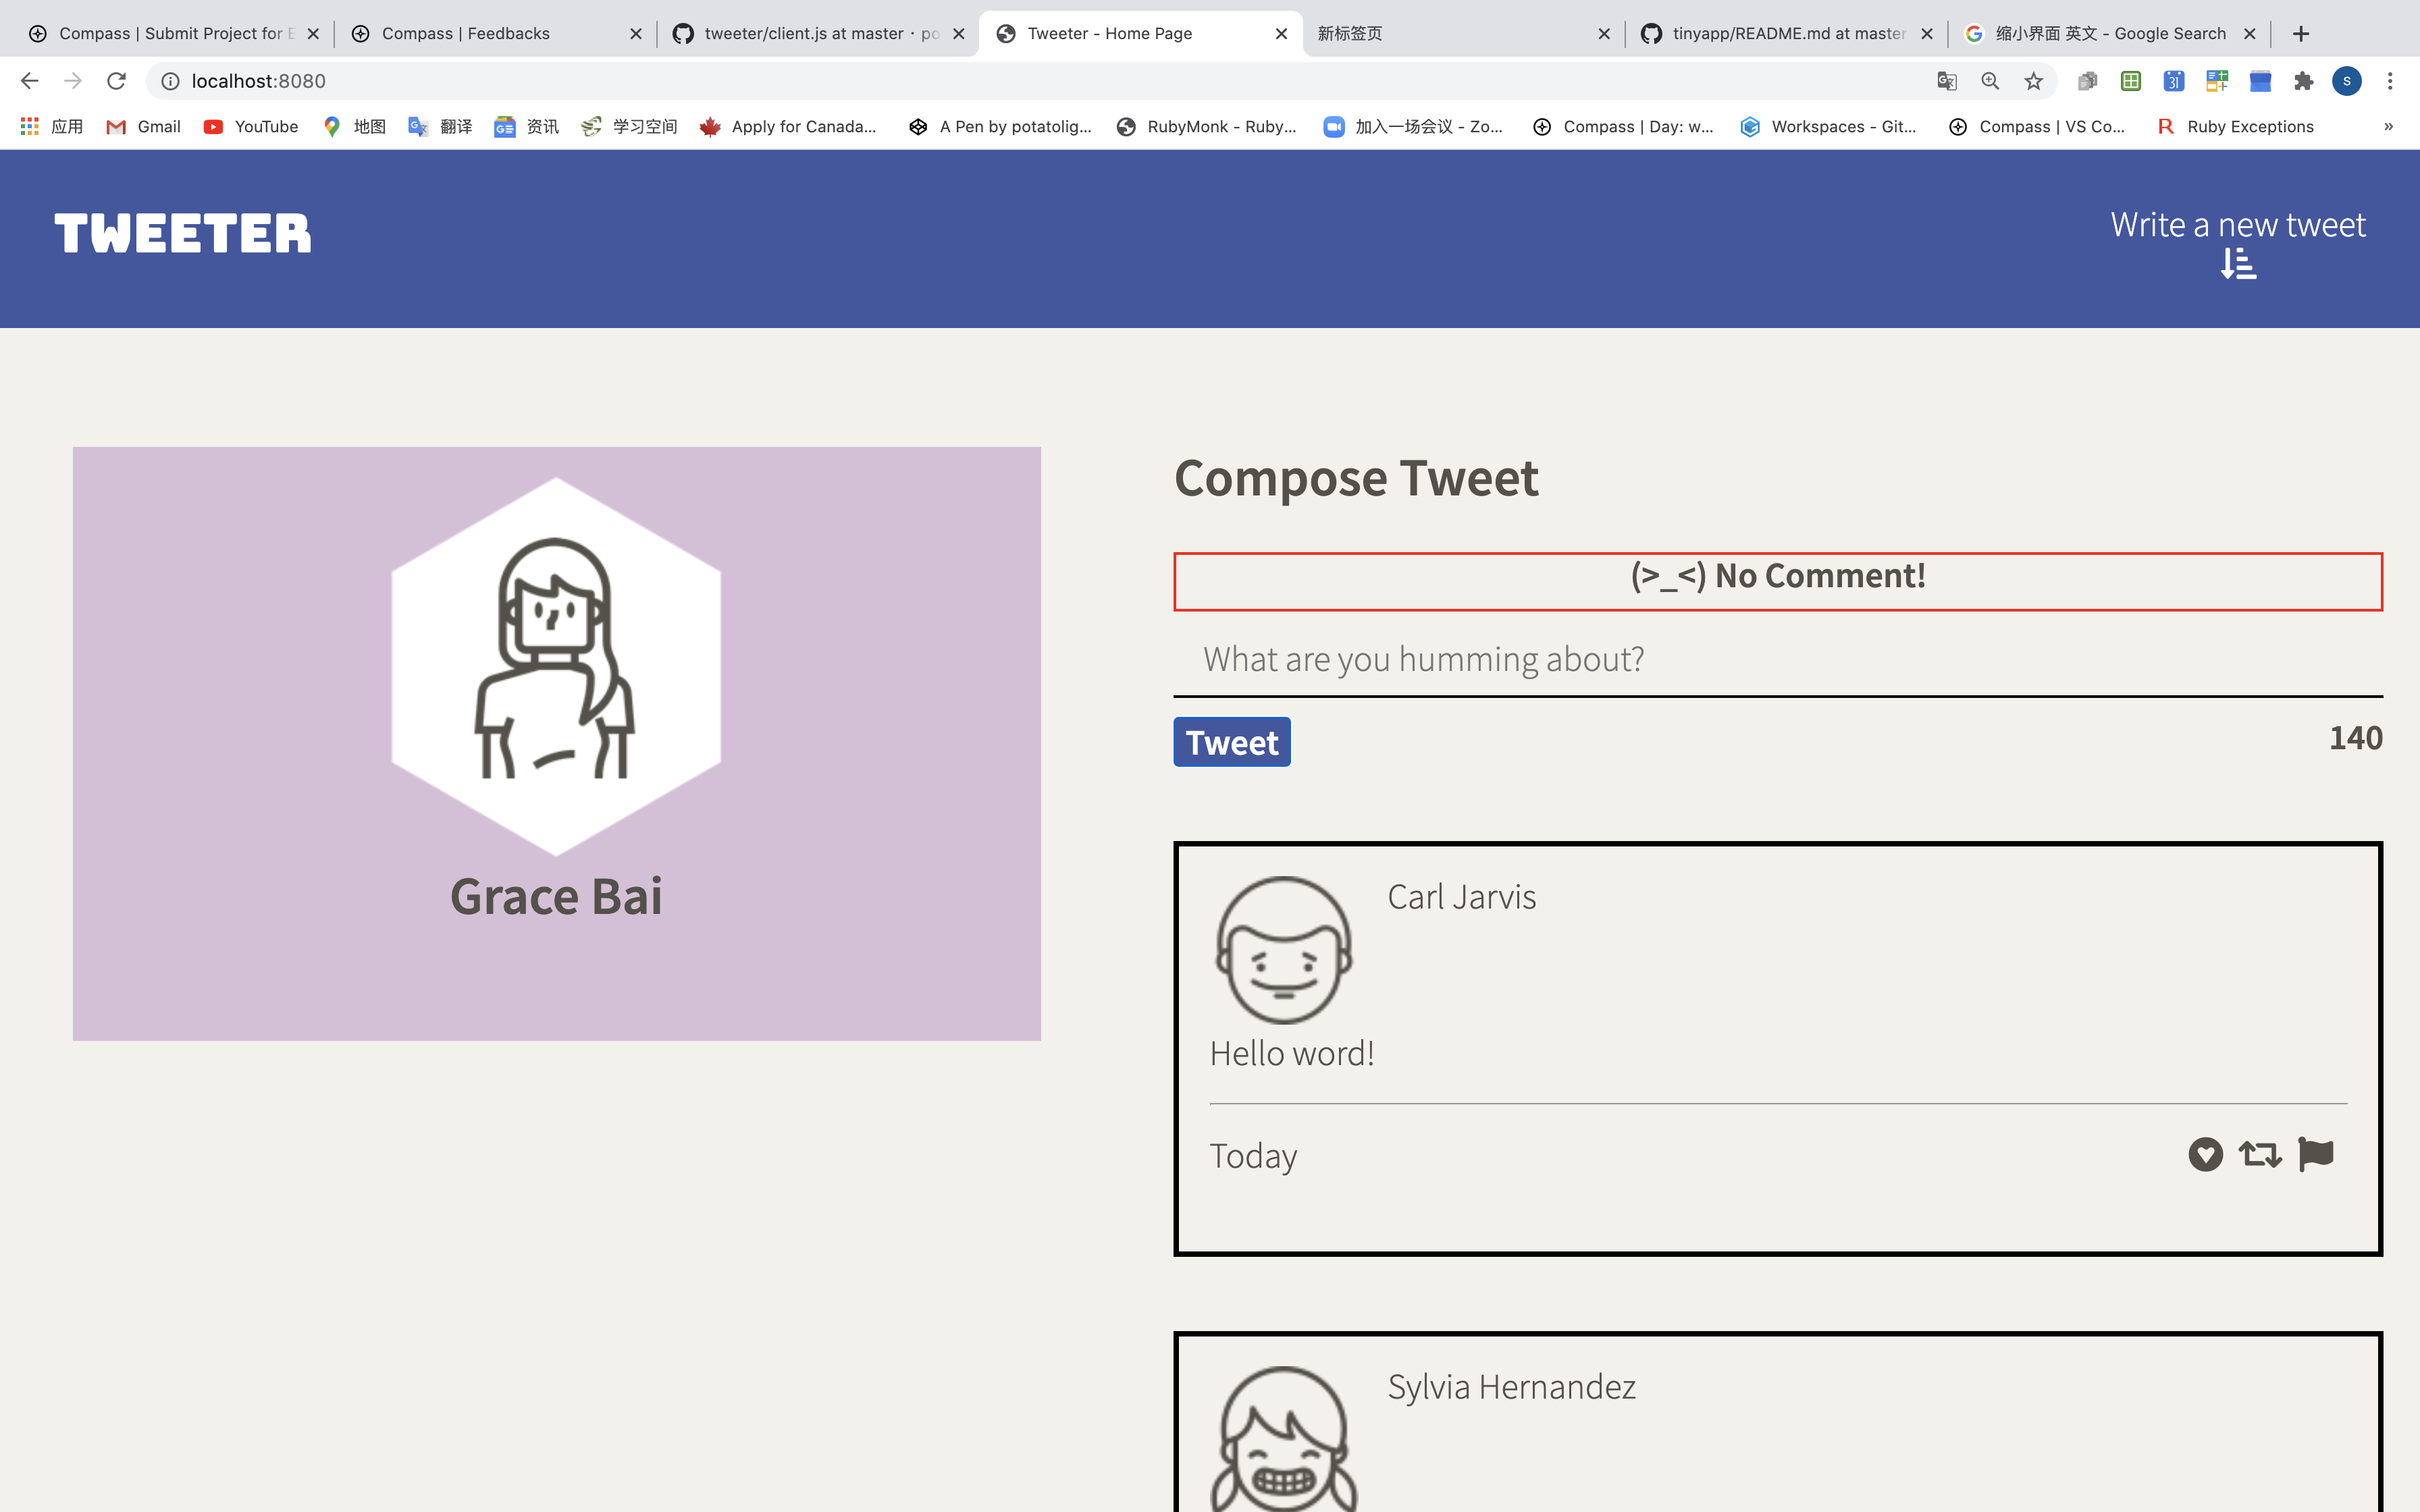 Compass | Submit Project for E
Compass | Feedbacks
tweeter/client.js at master · po
Tweeter - Home Page
新标签页
tinyapp/README.md at master
缩小界面 英文 - Google Search
localhost:8080
S
应用
Gmail
YouTube
地图
翻译
资讯
学习空间
Apply for Canada...
A Pen by potatolig...
RubyMonk - Ruby...
加入一场会议 - Zo...
Compass | Day: w...
Workspaces - Git...
Compass | VS Co...
Ruby Exceptions
»
TWEETER
Write a new tweet
Grace Bai
Compose Tweet
(>_<) No Comment!
What are you humming about?
Tweet
140
Carl Jarvis
Hello word!
Today
Sylvia Hernandez